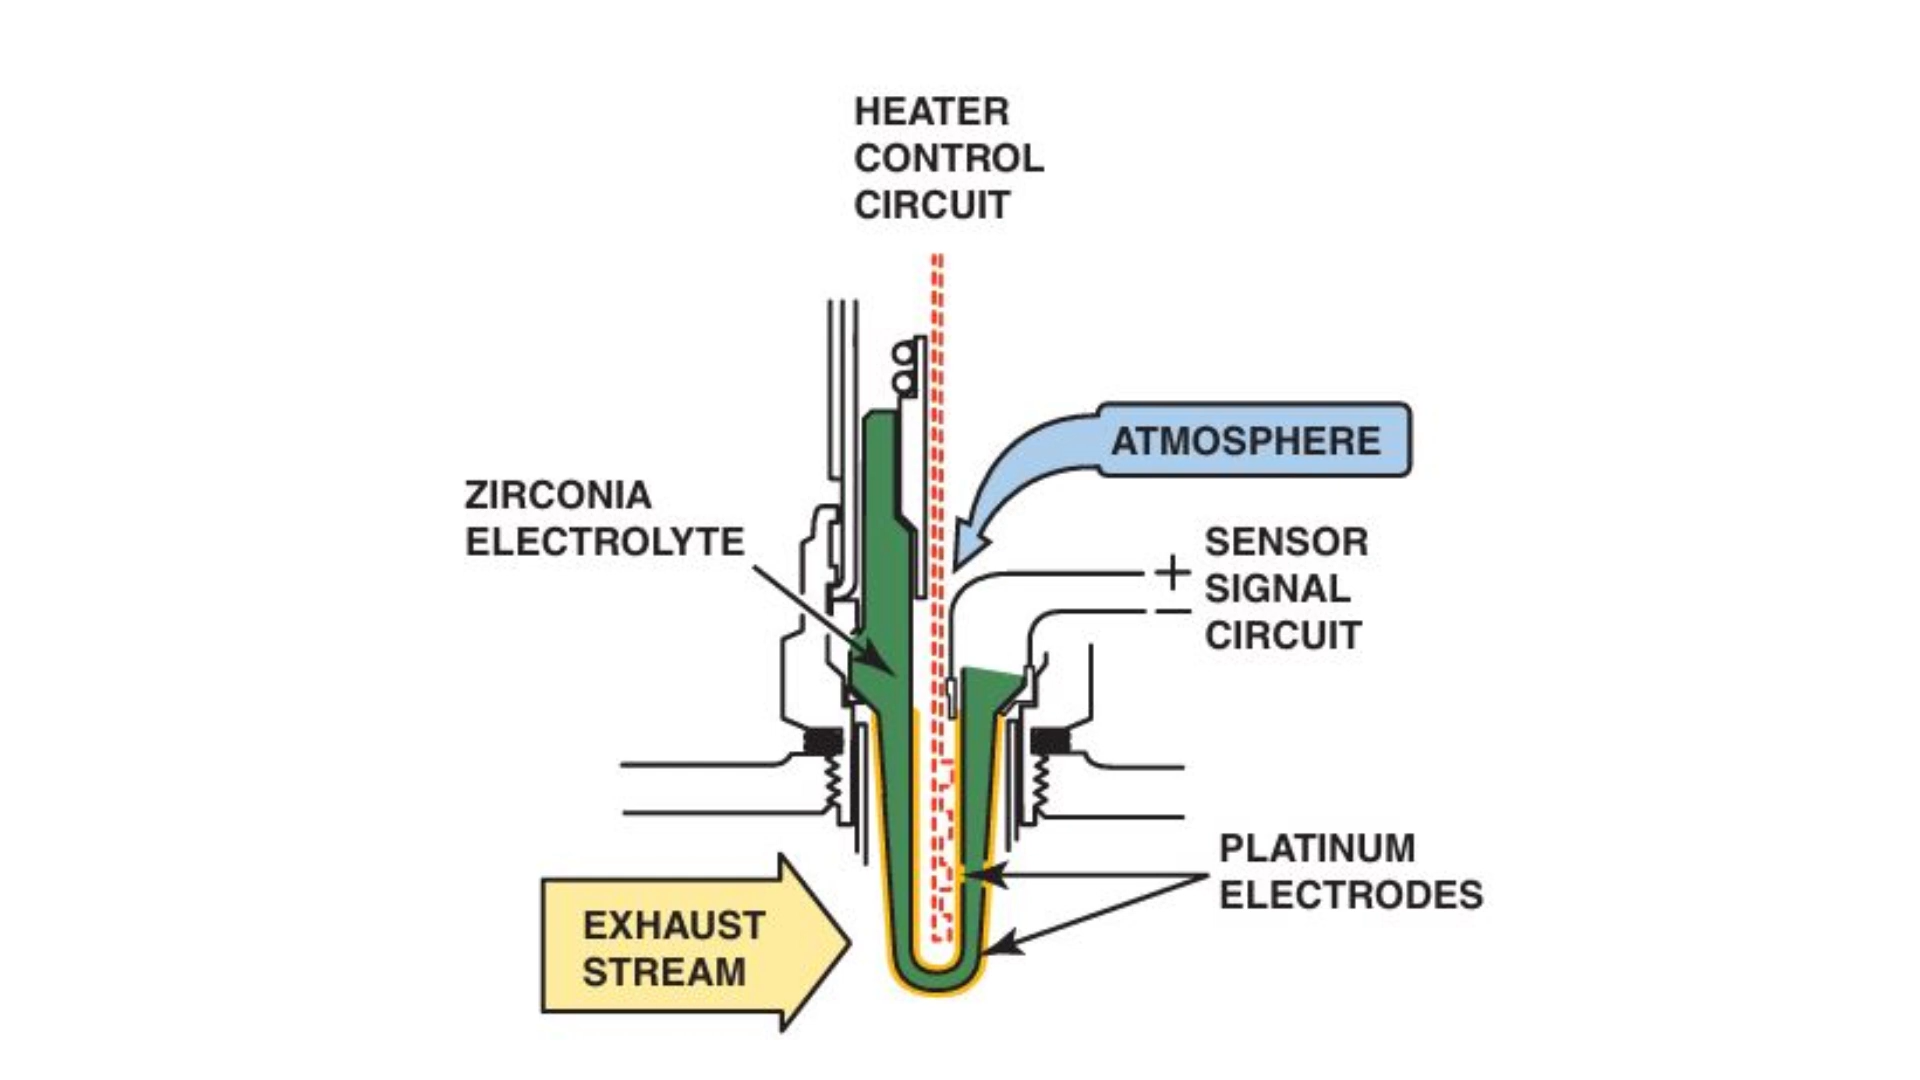 HEATER
CONTROL
CIRCUIT
ATMOSPHERE
ZIRCONIA
ELECTROLYTE
+
−
SENSOR
SIGNAL
CIRCUIT
PLATINUM
ELECTRODES
EXHAUST
STREAM